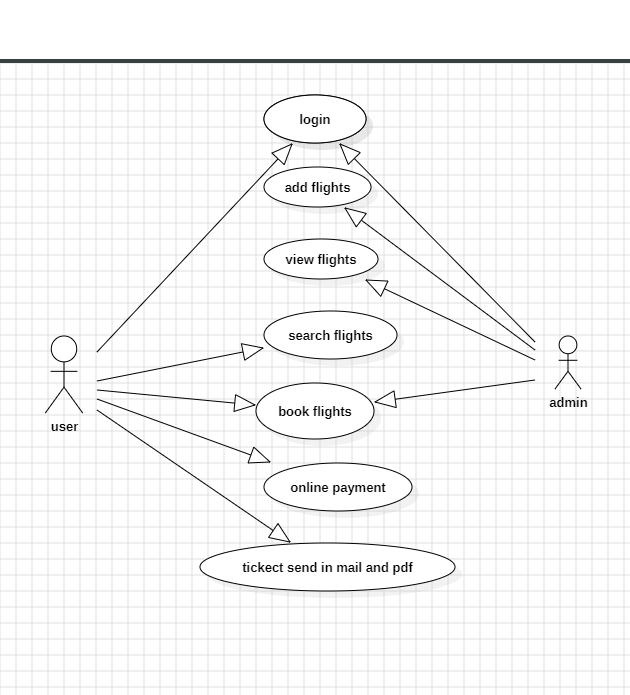 login
add flights
view flights
search flights
book flights
user
admin
online payment
tickect send in mail and pdf